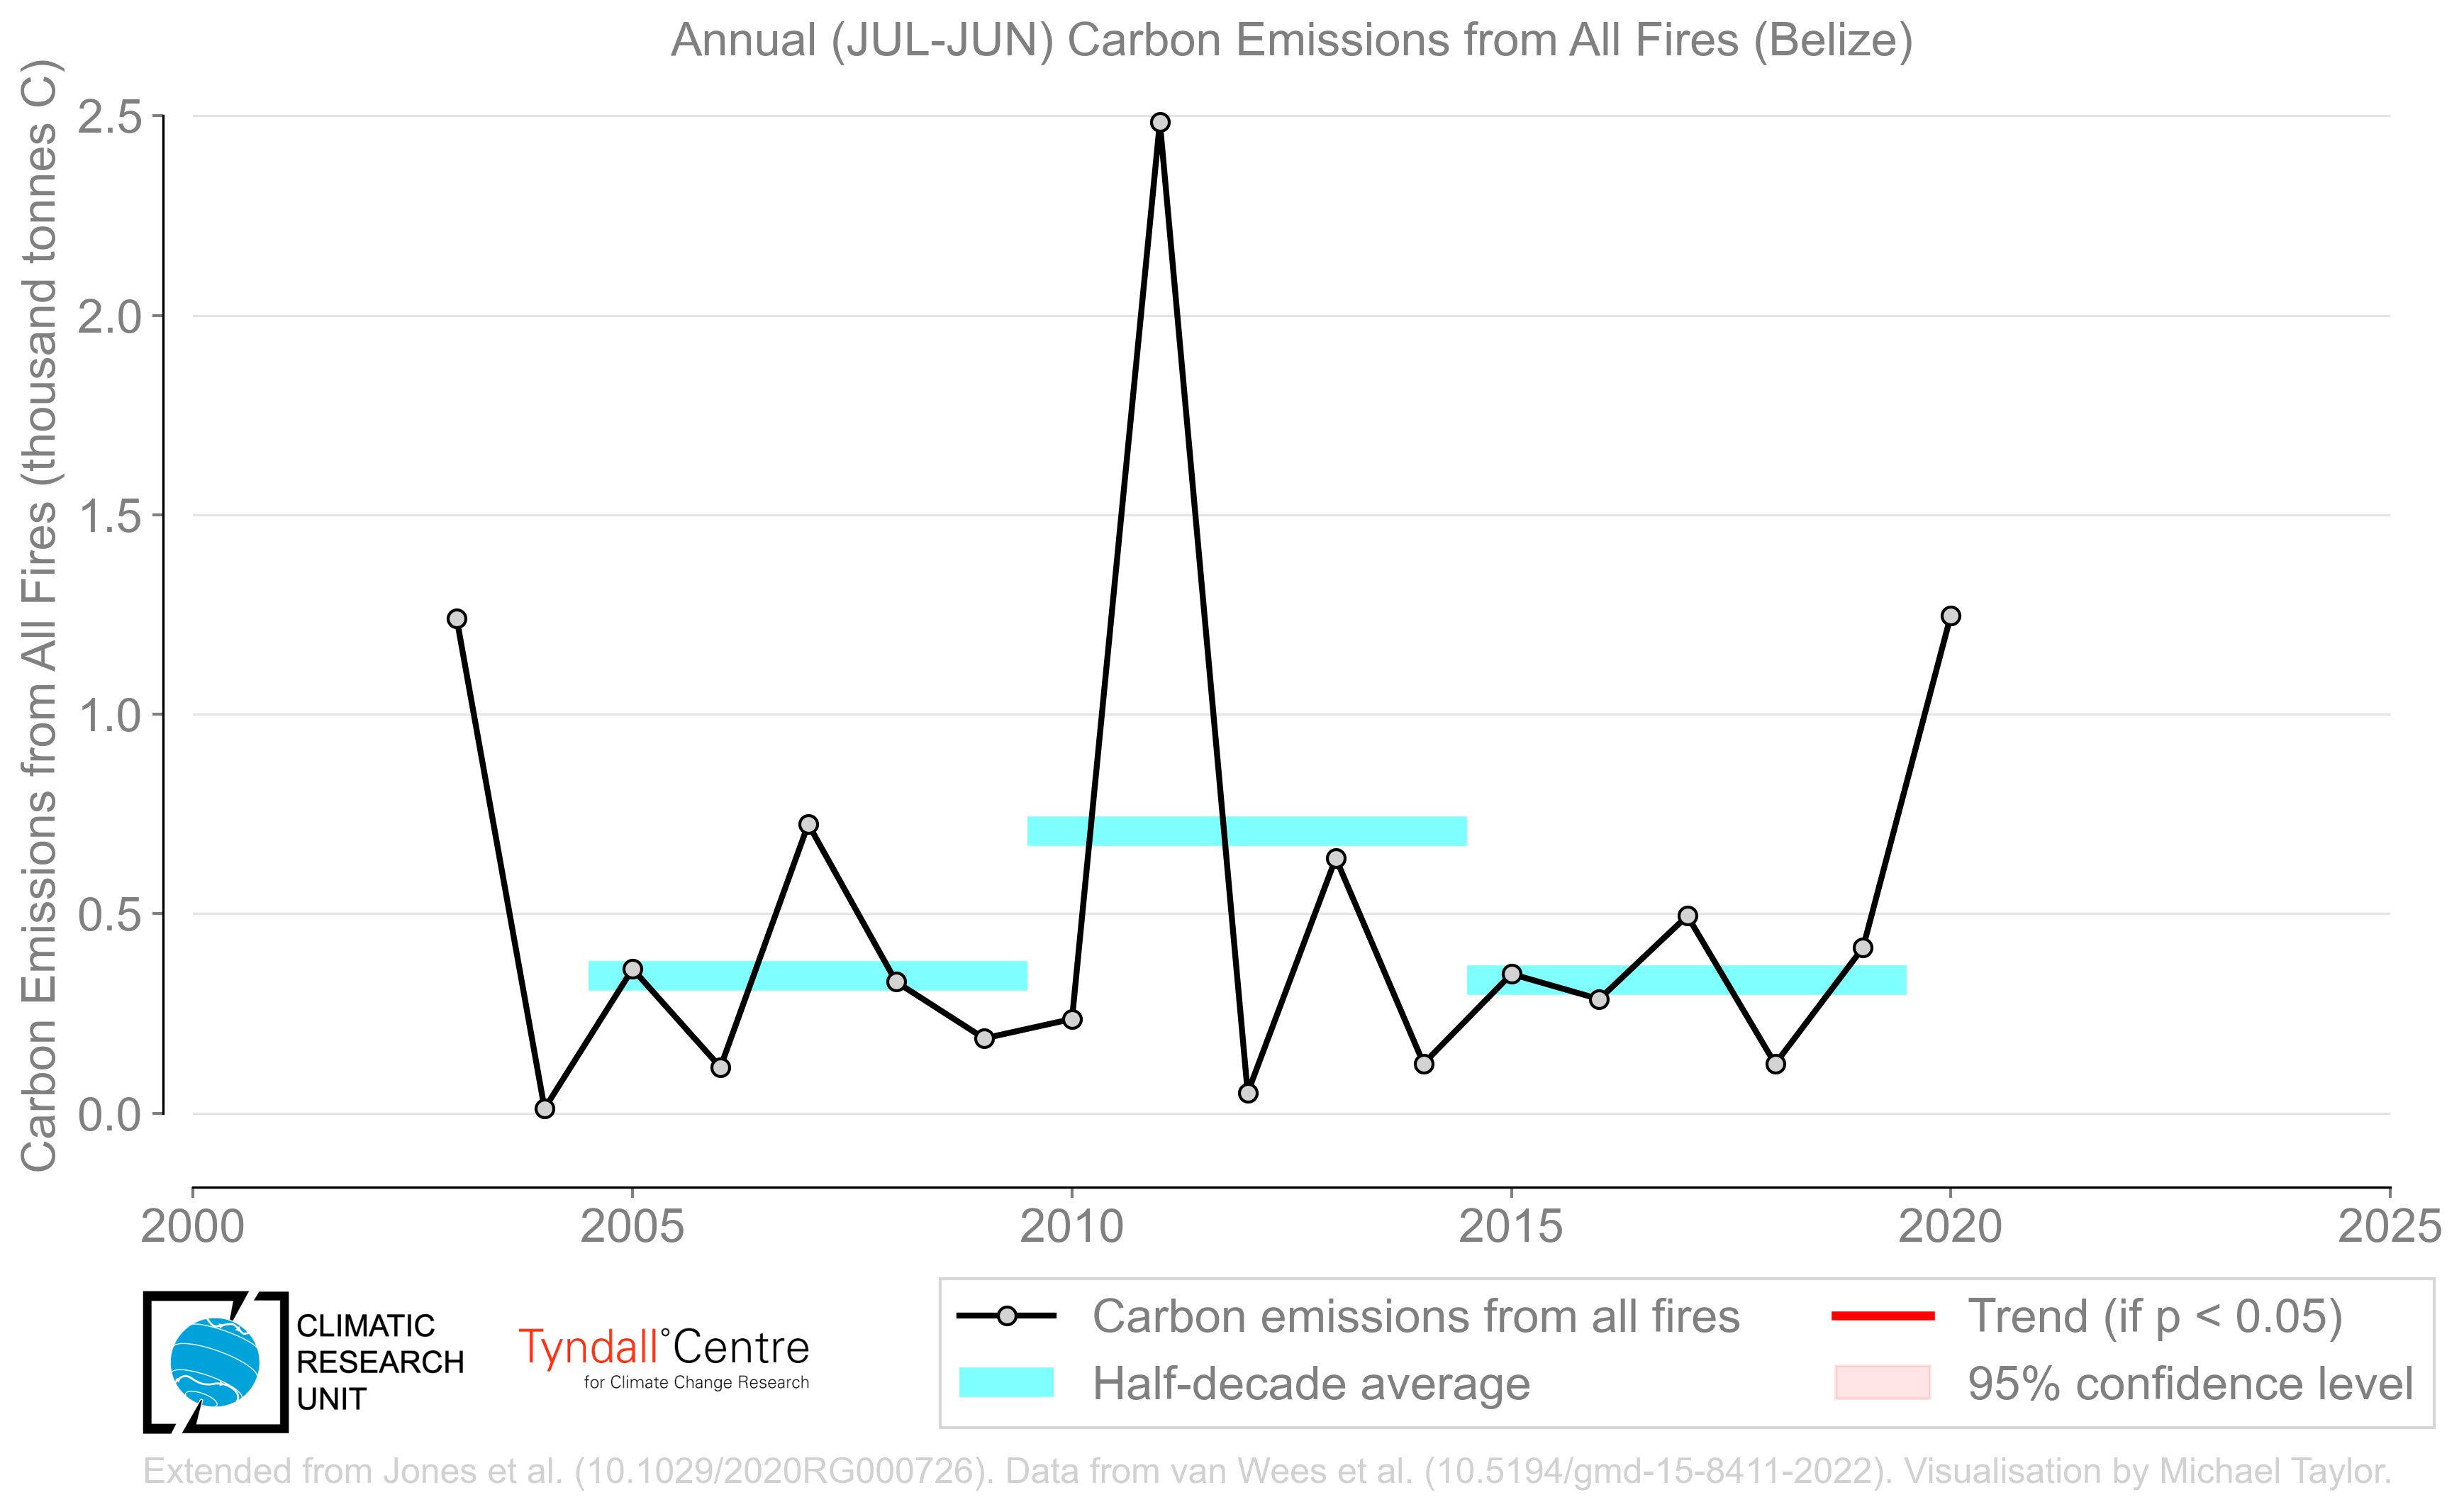 Annual (JUL-JUN) Carbon Emissions from All Fires (Belize)
Carbon Emissions from All Fires (thousand tonnes C)
2.5
2.0
1.5
1.0
0.5
0.0
2000 2005 2010 2015 2020 2025
CLIMATIC
RESEARCH
UNIT
Tyndall°Centre
for Climate Change Research
Carbon emissions from all fires
Half-decade average
Trend (if p < 0.05)
95% confidence level
Extended from Jones et al. (10.1029/2020RG000726). Data from van Wees et al. (10.5194/gmd-15-8411-2022). Visualisation by Michael Taylor.